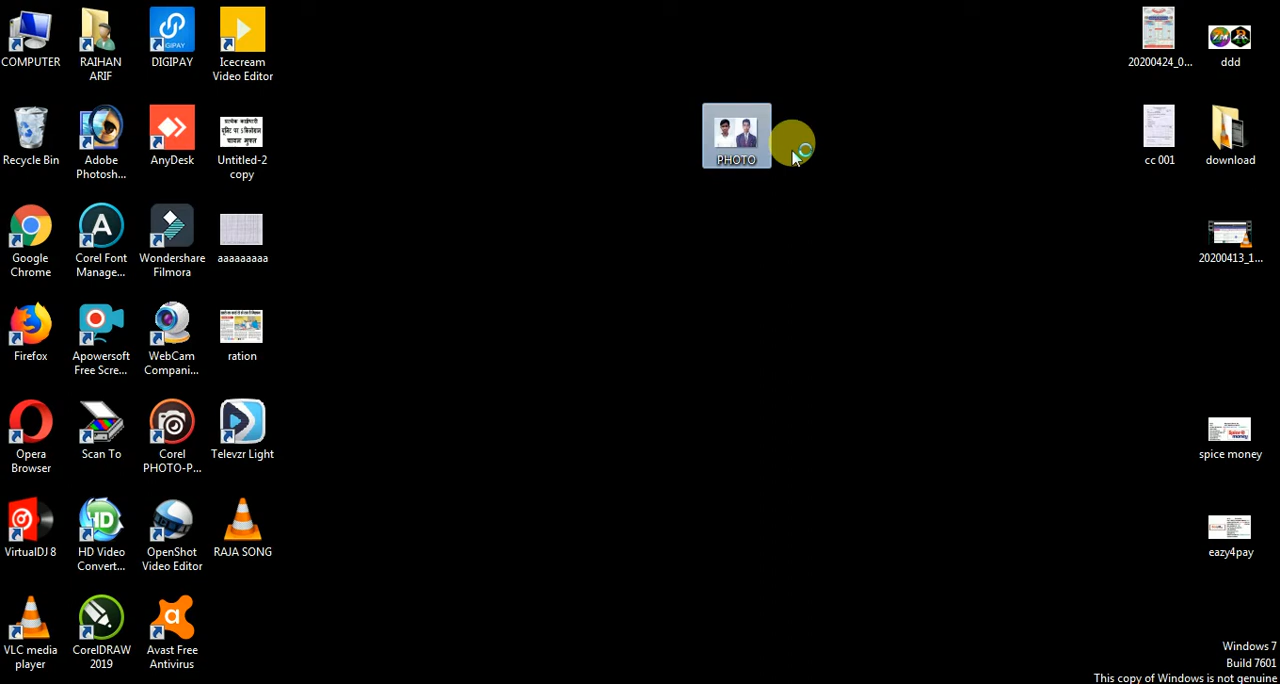 COMPUTER
RAIHAN
ARIF
GIPAY
DIGIPAY
Icecream
Video Editor
20200424_0...
ddd
Recycle Bin
Adobe
Photosh...
AnyDesk
Untitled-2
copy
PHOTO
cc 001
download
Google
Chrome
Corel Font
Manage...
Wondershare
Filmora
aaaaaaaaa
20200413_1...
Firefox
Apowersoft
Free Scre...
WebCam
Compani...
ration
Opera
Browser
Scan To
Corel
PHOTO-P...
Televzr Light
spice money
VirtualDJ 8
HD
HD Video
Convert...
OpenShot
Video Editor
RAJA SONG
eazy4pay
VLC media
player
CorelDRAW
2019
Avast Free
Antivirus
Windows 7
Build 7601
This copy of Windows is not genuine